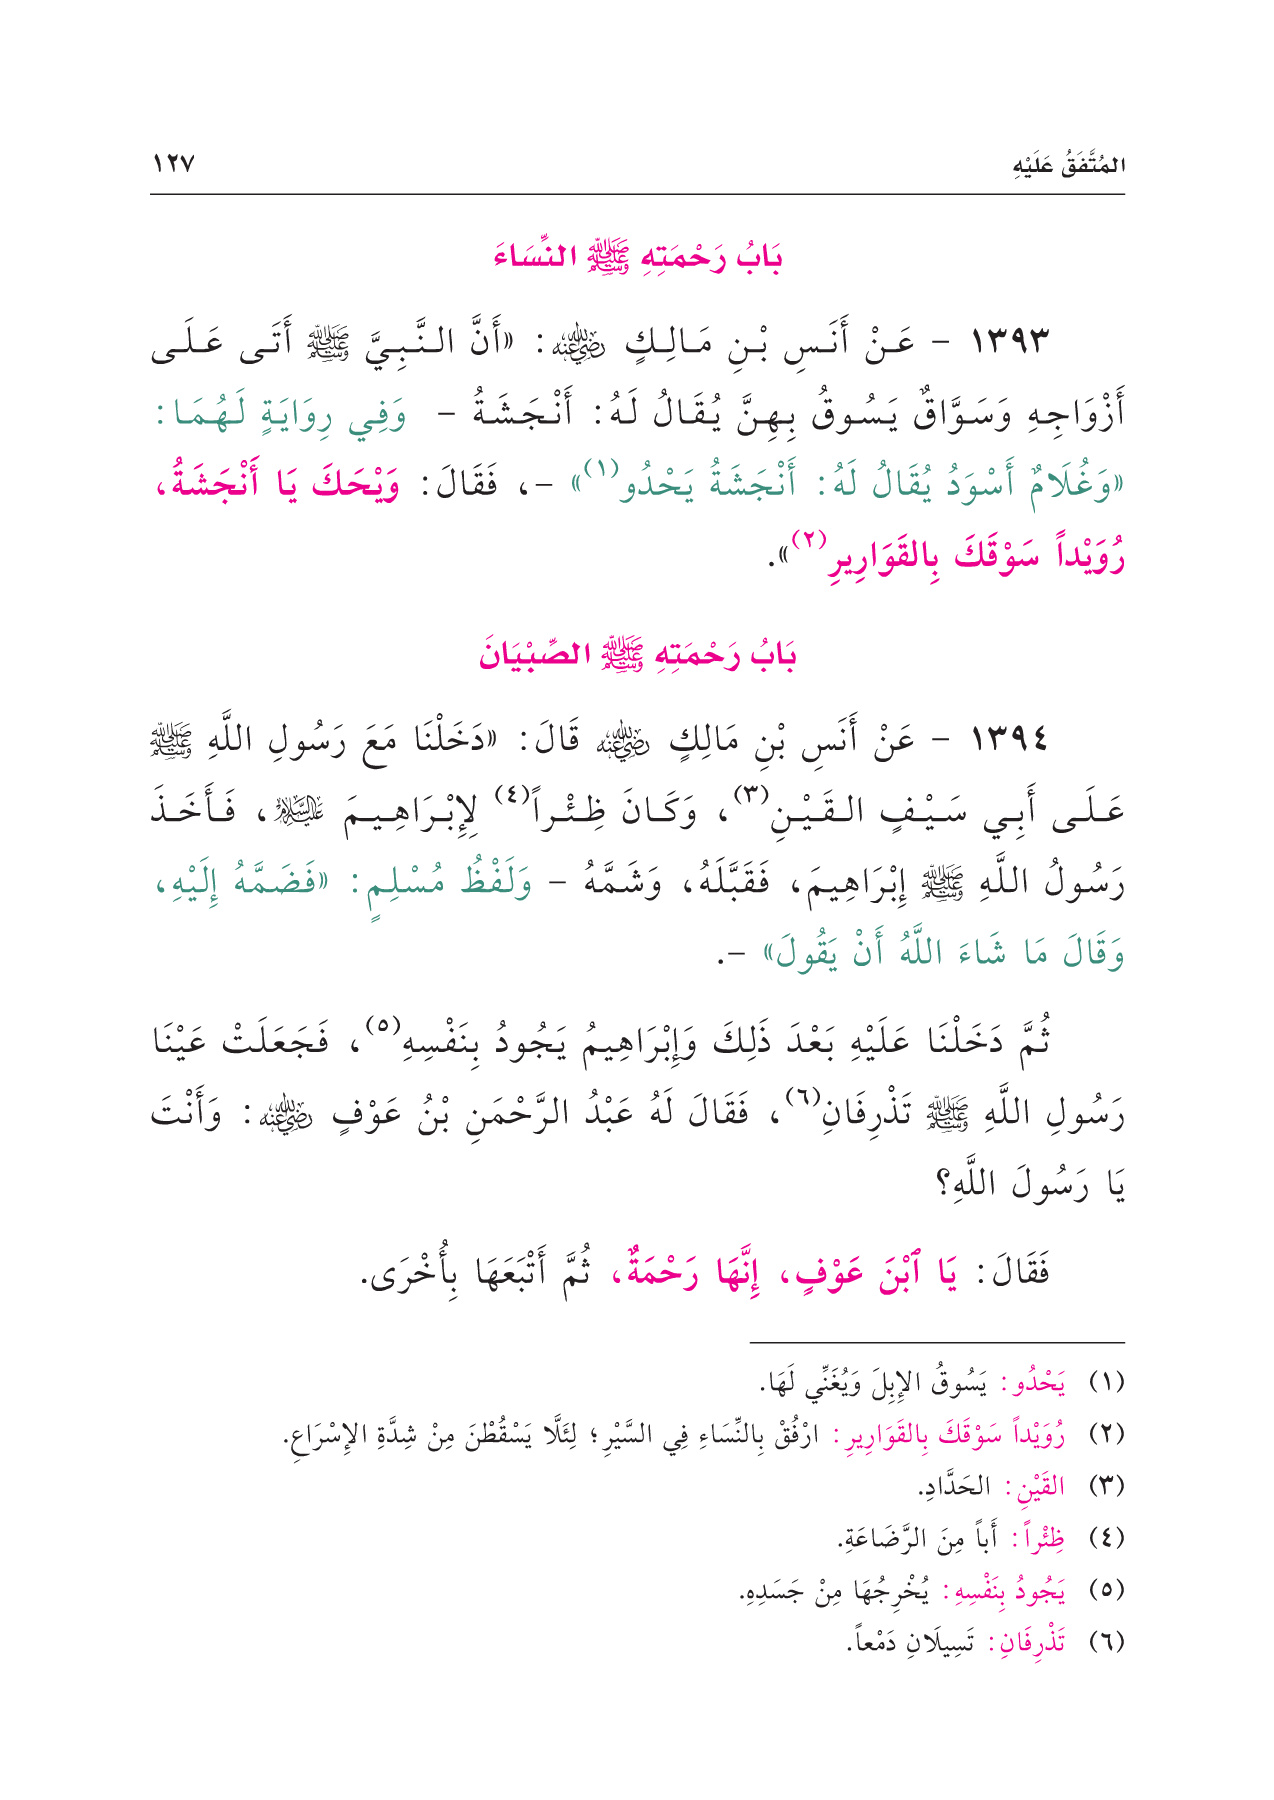 المُتَّفَقُ عَلَيْهِ ١٢٧
بَابُ رَحْمَتِهِ ﷺ النِّسَاءَ
١٣٩٣ - عَنْ أَنَسِ بْنِ مَالِكٍ رضي الله عنه: «أَنَّ النَّبِيَّ ﷺ أَتَى عَلَى
أَزْوَاجِهِ وَسَوَّاقٌ يَسُوقُ بِهِنَّ يُقَالُ لَهُ: أَنْجَشَةُ - وَفِي رِوَايَةٍ لَهُمَا:
«وَغُلَامٌ أَسْوَدُ يُقَالُ لَهُ: أَنْجَشَةُ يَحْدُو(١)» -، فَقَالَ: وَيْحَكَ يَا أَنْجَشَةُ،
رُوَيْداً سَوْقَكَ بِالقَوَارِيرِ(٢)».
بَابُ رَحْمَتِهِ ﷺ الصِّبْيَانَ
١٣٩٤ - عَنْ أَنَسِ بْنِ مَالِكٍ رضي الله عنه قَالَ: «دَخَلْنَا مَعَ رَسُولِ اللَّهِ ﷺ
عَلَى أَبِي سَيْفٍ القَيْنِ(٣)، وَكَانَ ظِئْراً(٤) لِإِبْرَاهِيمَ عليه السلام، فَأَخَذَ
رَسُولُ اللَّهِ ﷺ إِبْرَاهِيمَ، فَقَبَّلَهُ، وَشَمَّهُ - وَلَفْظُ مُسْلِمٍ: «فَضَمَّهُ إِلَيْهِ،
وَقَالَ مَا شَاءَ اللَّهُ أَنْ يَقُولَ» -.
ثُمَّ دَخَلْنَا عَلَيْهِ بَعْدَ ذَلِكَ وَإِبْرَاهِيمُ يَجُودُ بِنَفْسِهِ(٥)، فَجَعَلَتْ عَيْنَا
رَسُولِ اللَّهِ ﷺ تَذْرِفَانِ(٦)، فَقَالَ لَهُ عَبْدُ الرَّحْمَنِ بْنُ عَوْفٍ رضي الله عنه: وَأَنْتَ
يَا رَسُولَ اللَّهِ؟
فَقَالَ: يَا ٱبْنَ عَوْفٍ، إِنَّهَا رَحْمَةٌ، ثُمَّ أَتْبَعَهَا بِأُخْرَى.
(١) يَحْدُو: يَسُوقُ الإِبِلَ وَيُغَنِّي لَهَا.
(٢) رُوَيْداً سَوْقَكَ بِالقَوَارِيرِ: ارْفُقْ بِالنِّسَاءِ فِي السَّيْرِ؛ لِئَلَّا يَسْقُطْنَ مِنْ شِدَّةِ الإِسْرَاعِ.
(٣) القَيْنِ: الحَدَّادِ.
(٤) ظِئْراً: أَباً مِنَ الرَّضَاعَةِ.
(٥) يَجُودُ بِنَفْسِهِ: يُخْرِجُهَا مِنْ جَسَدِهِ.
(٦) تَذْرِفَانِ: تَسِيلَانِ دَمْعاً.